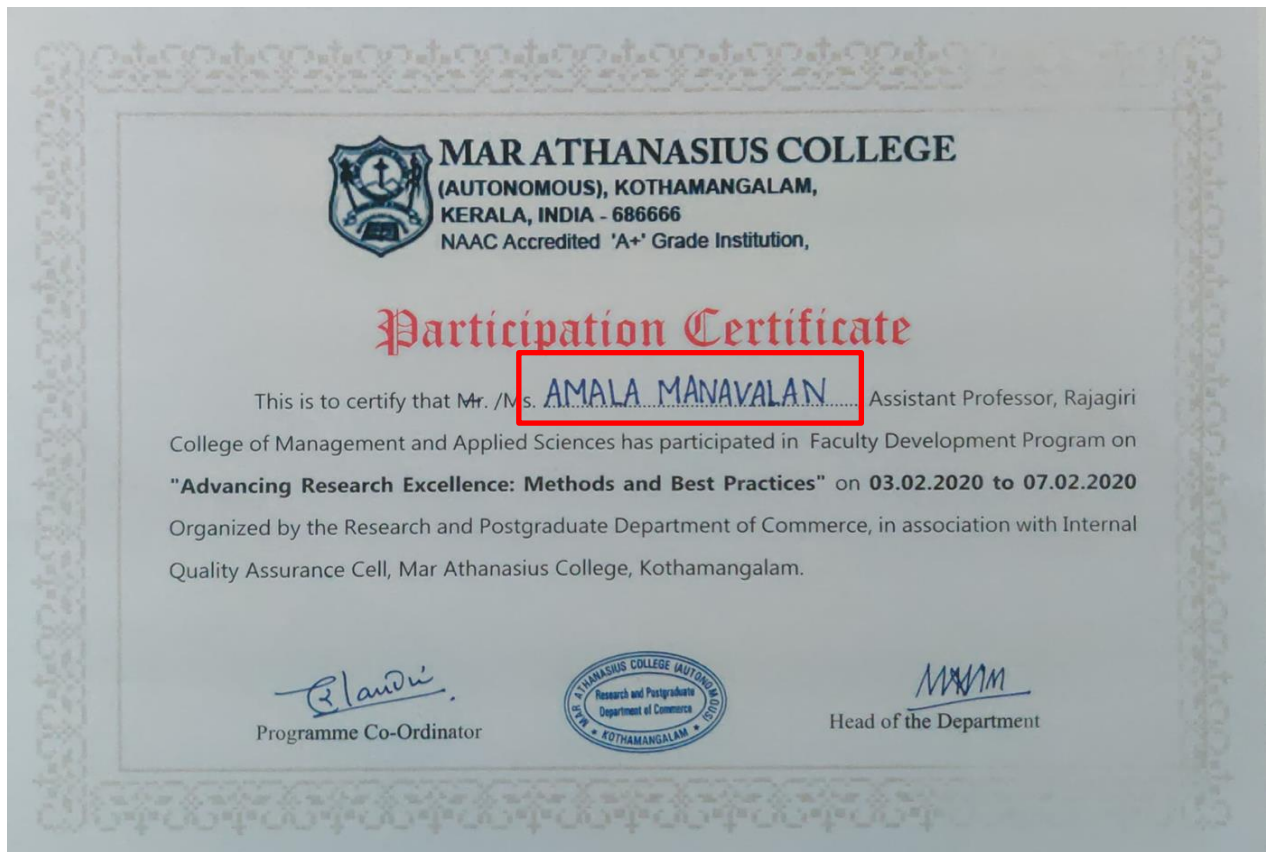 MAR ATHANASIUS COLLEGE
(AUTONOMOUS), KOTHAMANGALAM,
KERALA, INDIA - 686666
NAAC Accredited 'A+' Grade Institution,
Participation Certificate
This is to certify that Mr. /Ms. AMALA MANAVALAN Assistant Professor, Rajagiri
College of Management and Applied Sciences has participated in Faculty Development Program on
"Advancing Research Excellence: Methods and Best Practices" on 03.02.2020 to 07.02.2020
Organized by the Research and Postgraduate Department of Commerce, in association with Internal
Quality Assurance Cell, Mar Athanasius College, Kothamangalam.
MAR ATHANASIUS COLLEGE (AUTONOMOUS)
Research and Postgraduate
Department of Commerce
KOTHAMANGALAM
Programme Co-Ordinator
Head of the Department